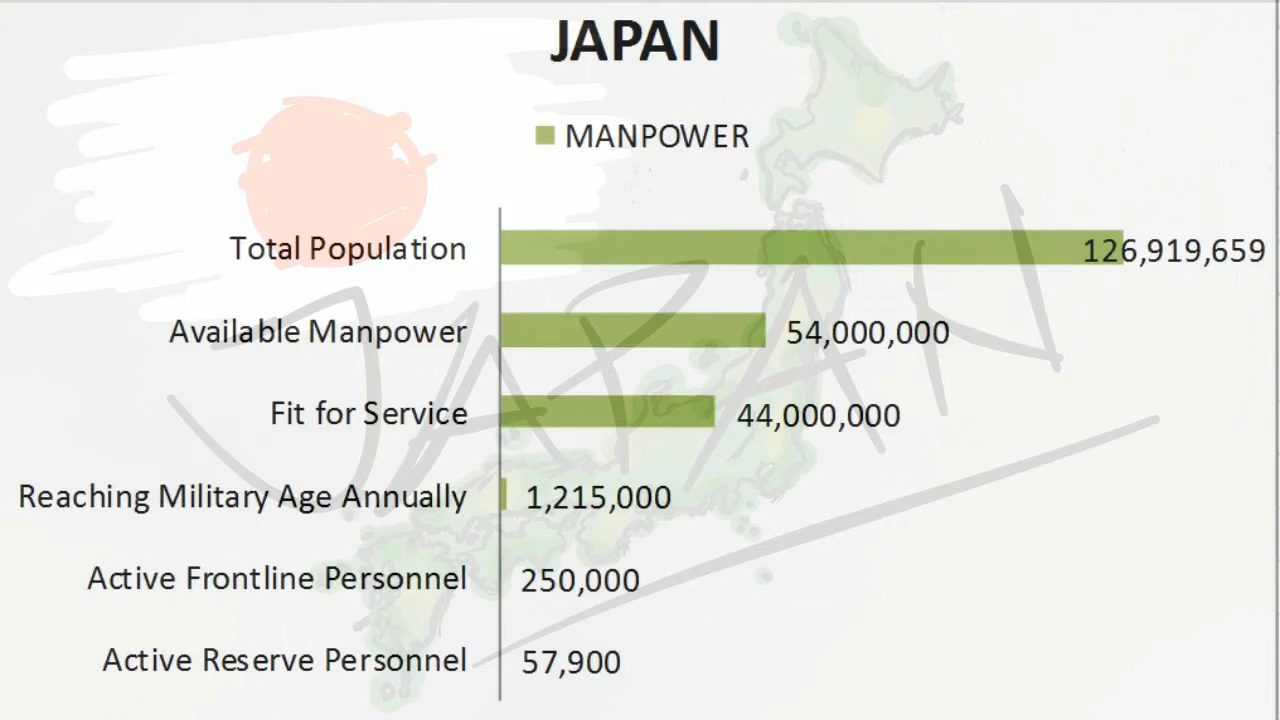 JAPAN
MANPOWER
Total Population 126,919,659
Available Manpower 54,000,000
Fit for Service 44,000,000
Reaching Military Age Annually 1,215,000
Active Frontline Personnel 250,000
Active Reserve Personnel 57,900
JAPAN